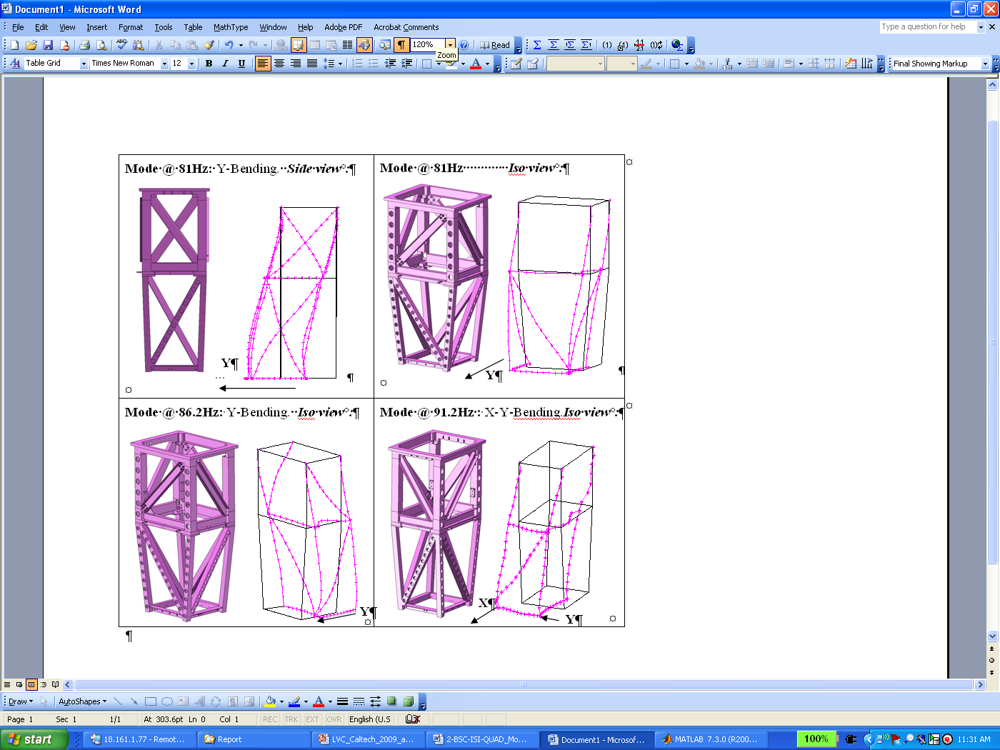 Document1 - Microsoft Word
File Edit View Insert Format Tools Table MathType Window Help Adobe PDF Acrobat Comments
Type a question for help
120% Read
Zoom
Table Grid Times New Roman 12 B I U Final Showing Markup
Mode·@·81Hz:·Y-Bending.··Side·view°:¶
Mode·@·81Hz············Iso·view°:¶
Y¶
¶
Y¶
¶
Mode·@·86.2Hz:·Y-Bending.··Iso·view°:¶
Mode·@·91.2Hz·:·X-Y-Bending.Iso·view°:¶
Y¶
X¶
Y¶
¶
Draw AutoShapes
Page 1 Sec 1 1/1 At 303.6pt Ln 0 Col 1 REC TRK EXT OVR English (U.S
start 18.161.1.77 - Remot... Report LVC_Caltech_2009_a... 2-BSC-ISI-QUAD_Mo... Document1 - Microsof... MATLAB 7.3.0 (R200... 100% 11:31 AM